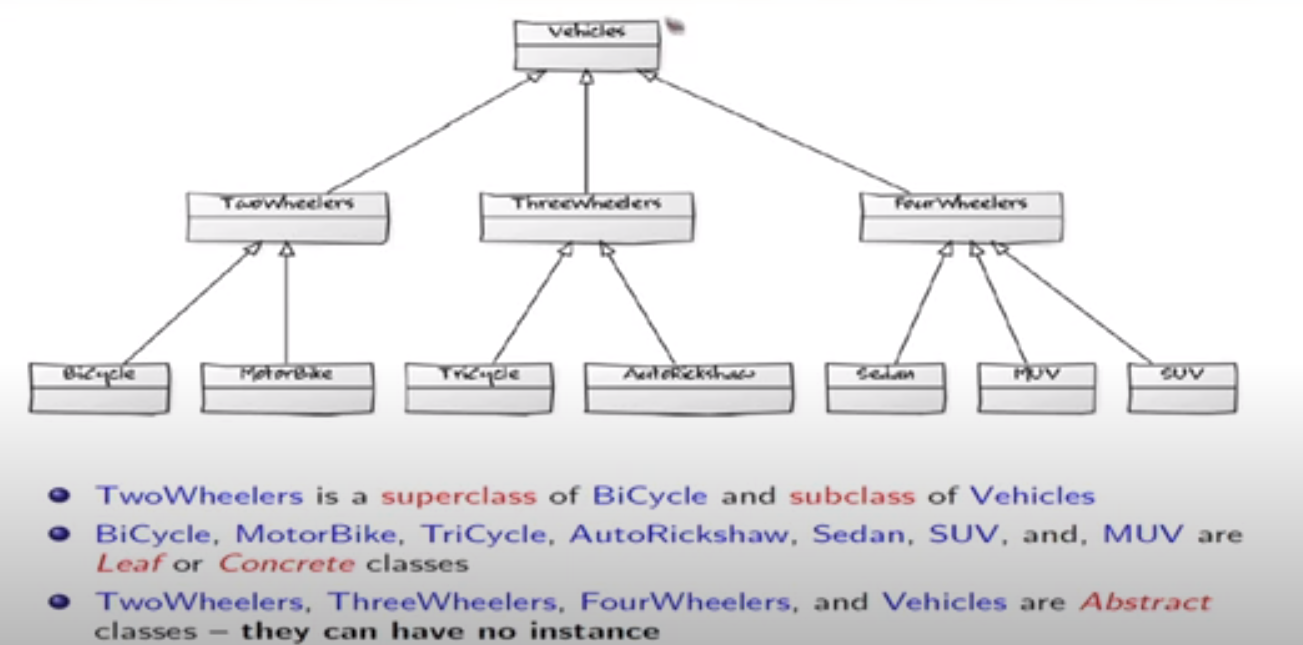 Vehicles
TwoWheelers
ThreeWheelers
FourWheelers
BiCycle
MotorBike
TriCycle
AutoRickshaw
Sedan
MUV
SUV
TwoWheelers is a superclass of BiCycle and subclass of Vehicles
BiCycle, MotorBike, TriCycle, AutoRickshaw, Sedan, SUV, and, MUV are
Leaf or Concrete classes
TwoWheelers, ThreeWheelers, FourWheelers, and Vehicles are Abstract
classes – they can have no instance